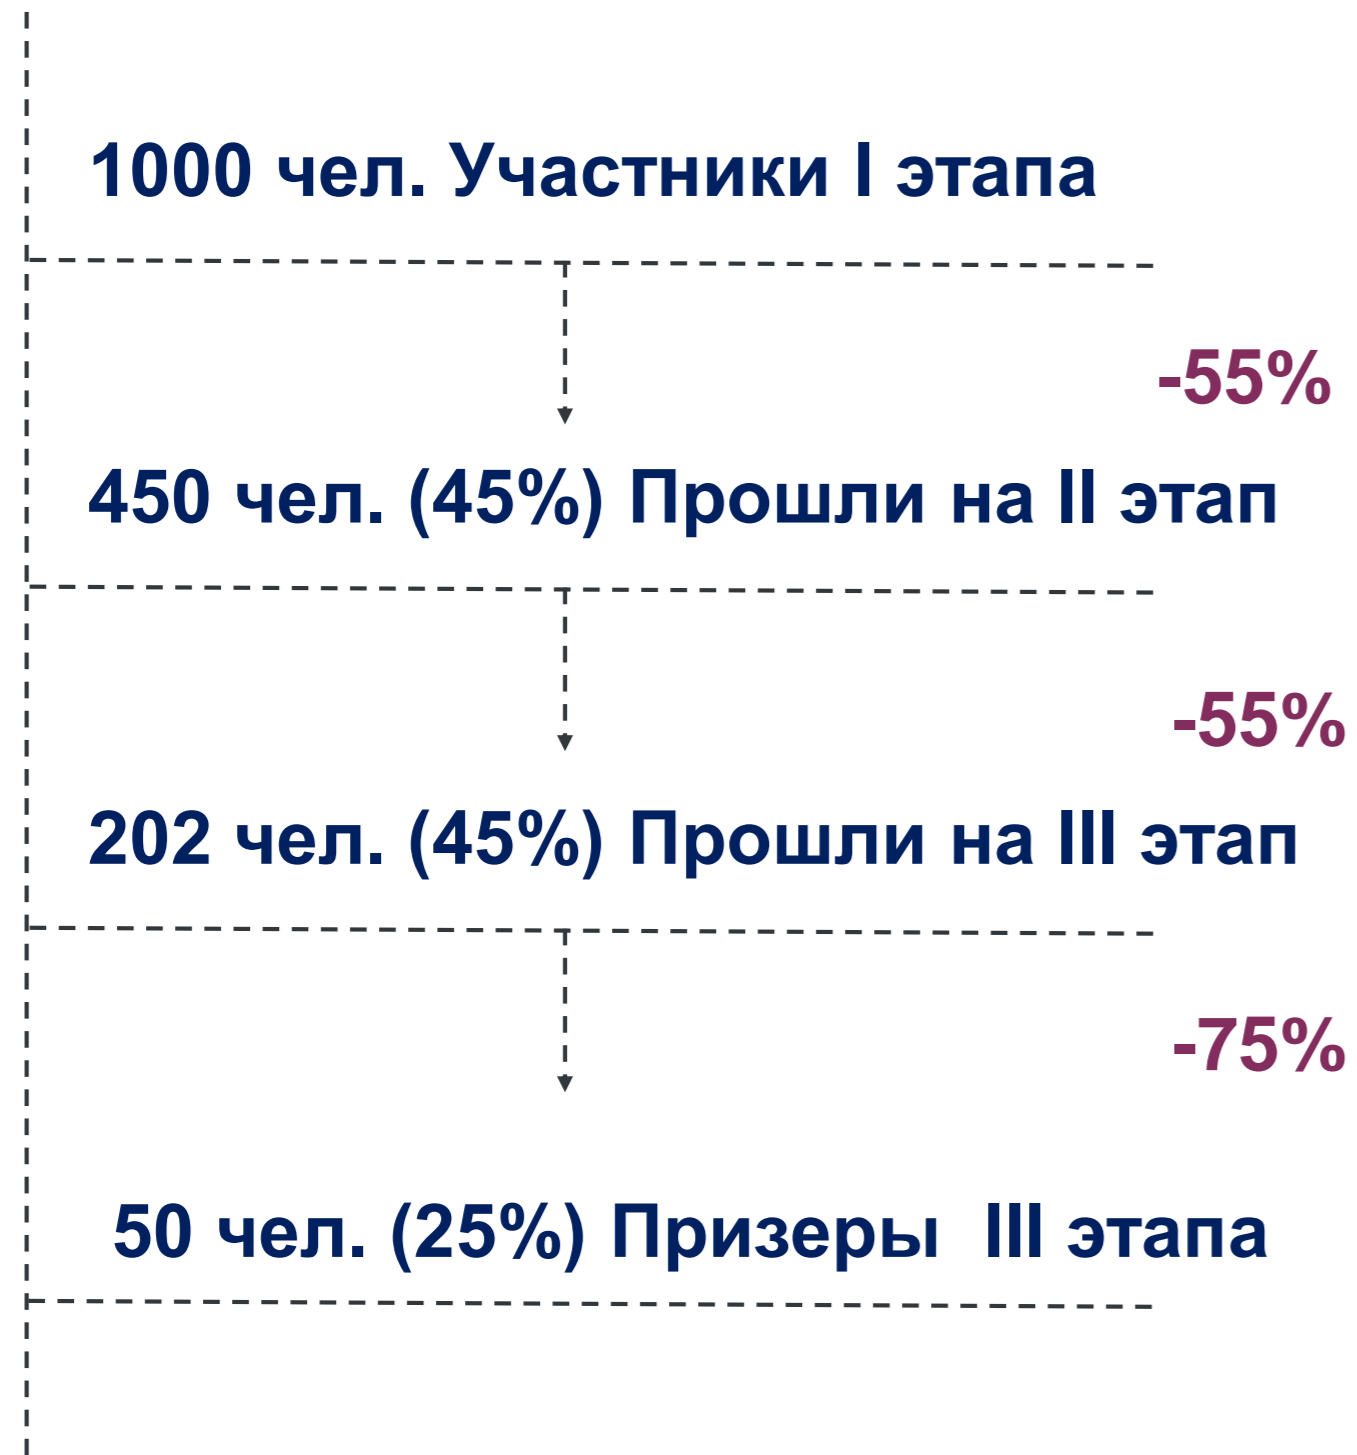 1000 чел. Участники I этапа
-55%
450 чел. (45%) Прошли на II этап
-55%
202 чел. (45%) Прошли на III этап
-75%
50 чел. (25%) Призеры  III этапа